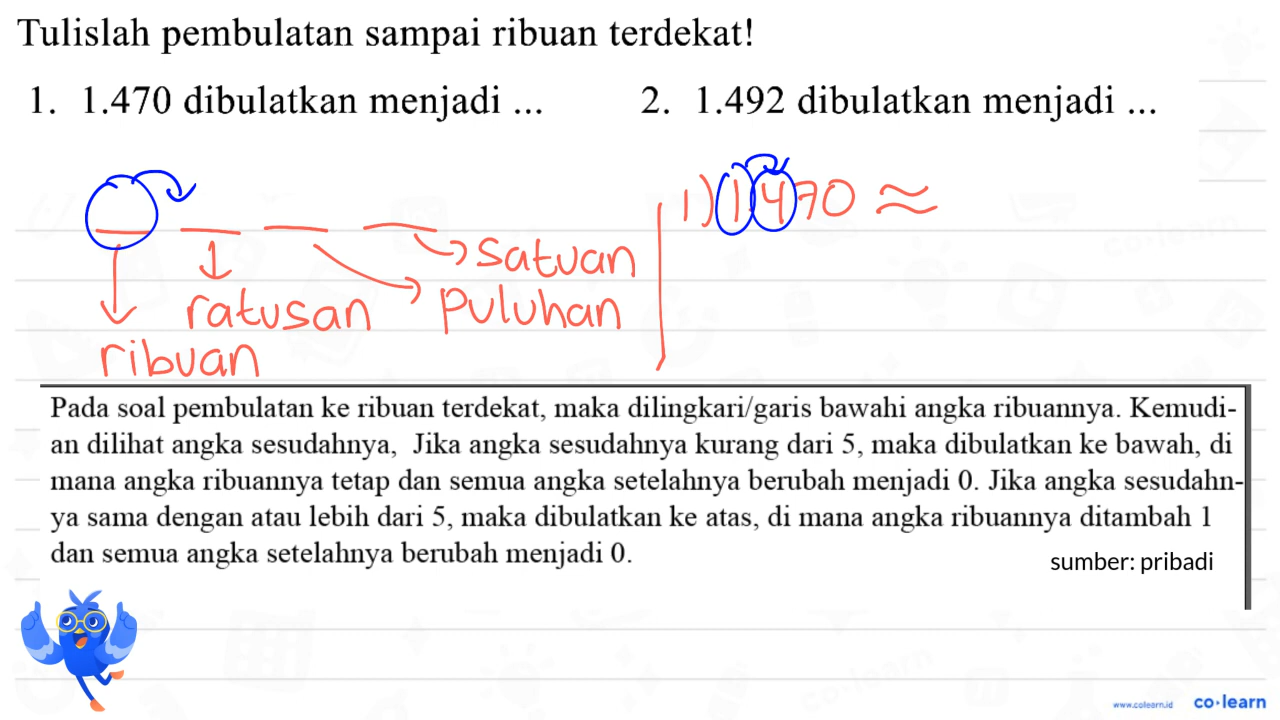 Tulislah pembulatan sampai ribuan terdekat!
1. 1.470 dibulatkan menjadi ... 2. 1.492 dibulatkan menjadi ...
1) 1.470 ≈
satuan
ratusan puluhan
ribuan
Pada soal pembulatan ke ribuan terdekat, maka dilingkari/garis bawahi angka ribuannya. Kemudi-
an dilihat angka sesudahnya, Jika angka sesudahnya kurang dari 5, maka dibulatkan ke bawah, di
mana angka ribuannya tetap dan semua angka setelahnya berubah menjadi 0. Jika angka sesudahn-
ya sama dengan atau lebih dari 5, maka dibulatkan ke atas, di mana angka ribuannya ditambah 1
dan semua angka setelahnya berubah menjadi 0.
sumber: pribadi
www.colearn.id co·learn